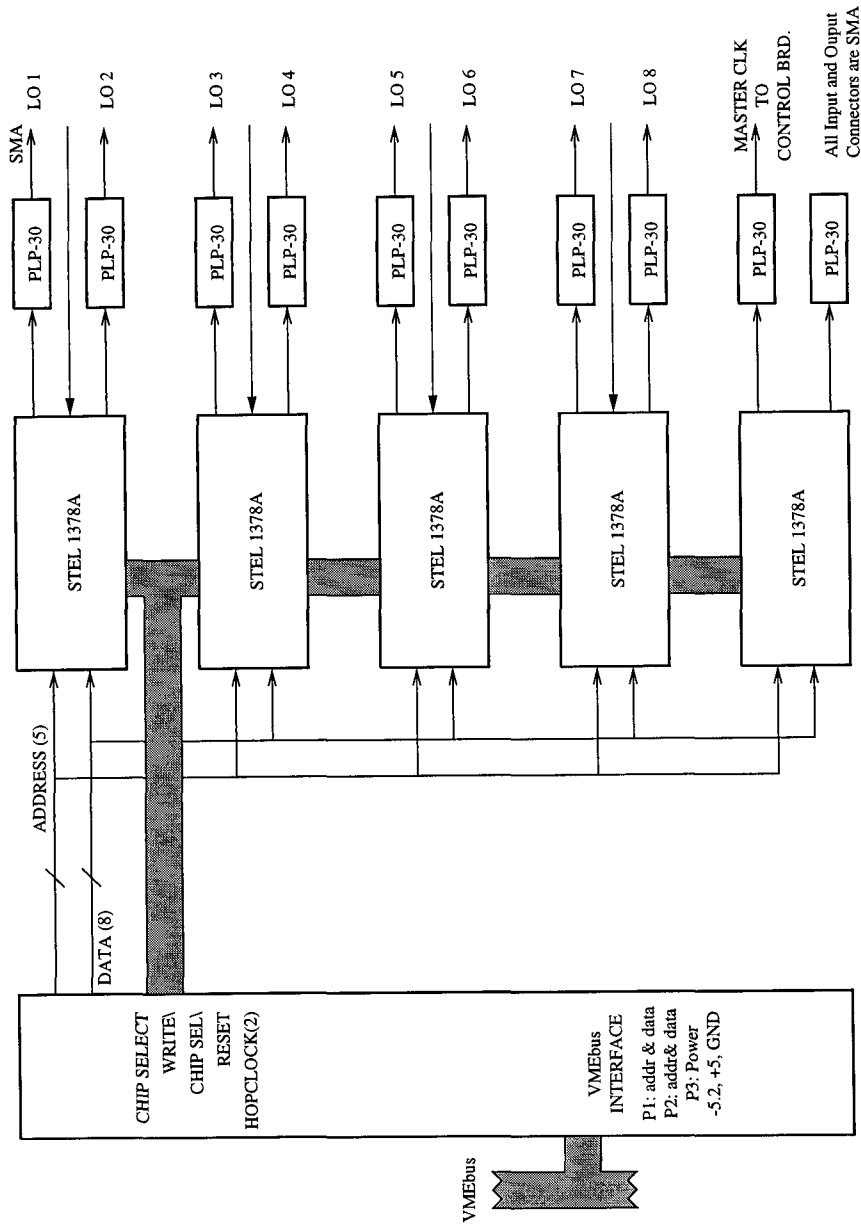 VMEbus
CHIP SELECT
WRITE\
CHIP SEL\
RESET
HOPCLOCK(2)
VMEbus
INTERFACE
P1: addr & data
P2: addr& data
P3: Power
-5.2, +5, GND
DATA (8)
ADDRESS (5)
STEL 1378A
STEL 1378A
STEL 1378A
STEL 1378A
STEL 1378A
PLP-30
PLP-30
PLP-30
PLP-30
PLP-30
PLP-30
PLP-30
PLP-30
PLP-30
PLP-30
SMA
LO 1
LO 2
LO 3
LO 4
LO 5
LO 6
LO 7
LO 8
MASTER CLK
TO
CONTROL BRD.
All Input and Ouput
Connectors are SMA